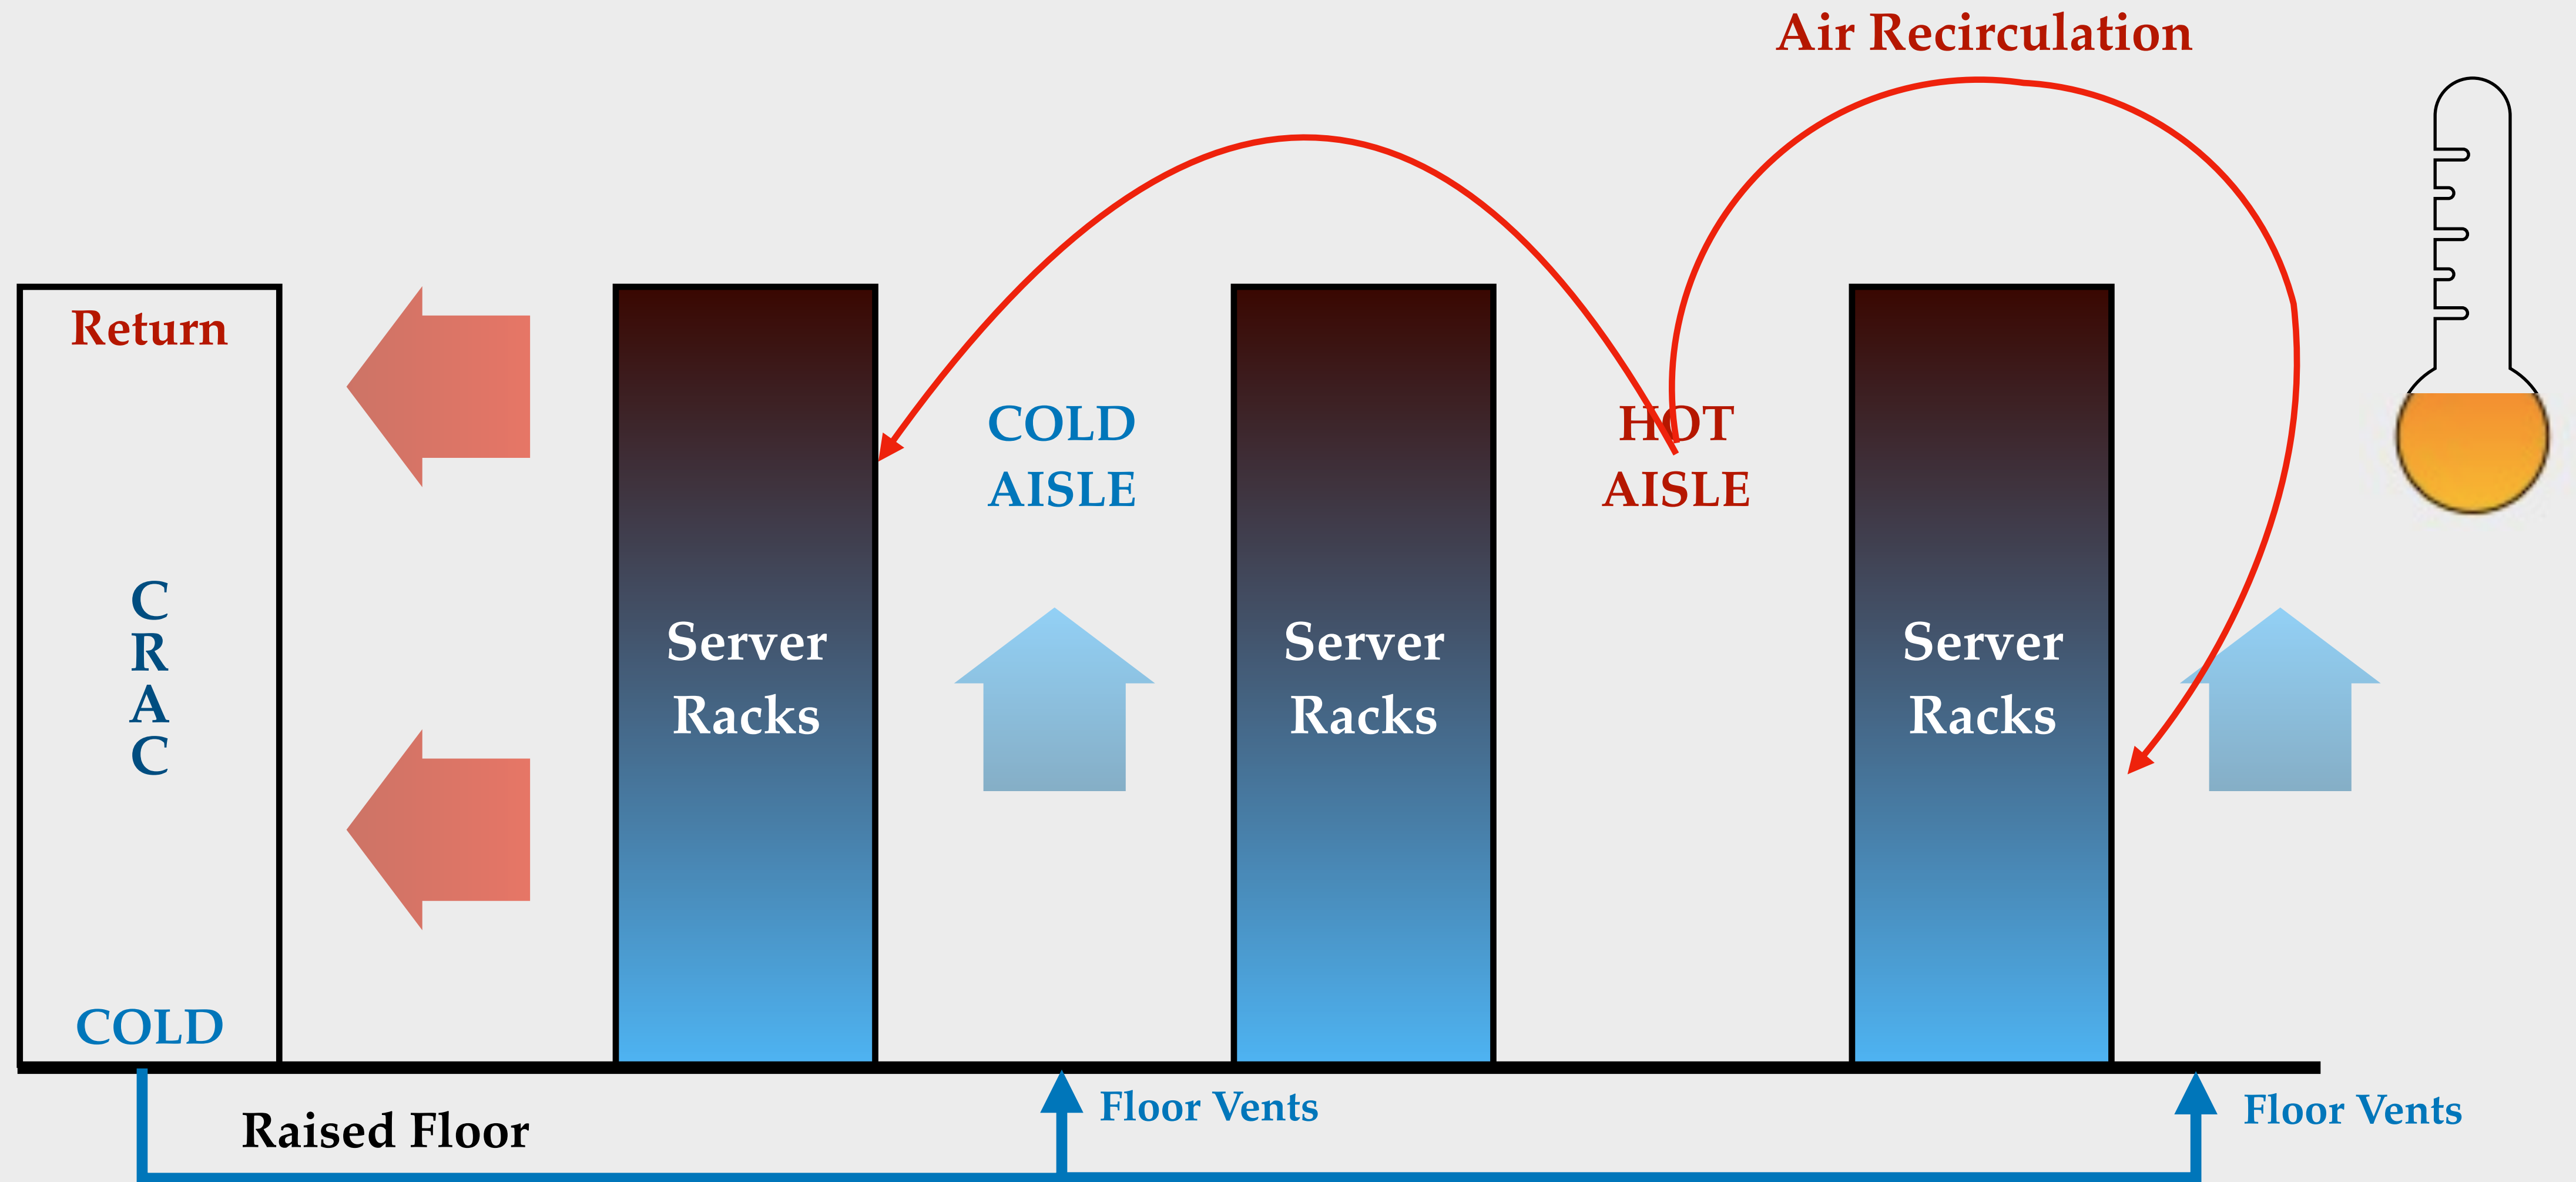 Air Recirculation
Return
COLD
AISLE
HOT
AISLE
C
R
A
C
Server
Racks
Server
Racks
Server
Racks
COLD
Raised Floor
Floor Vents
Floor Vents